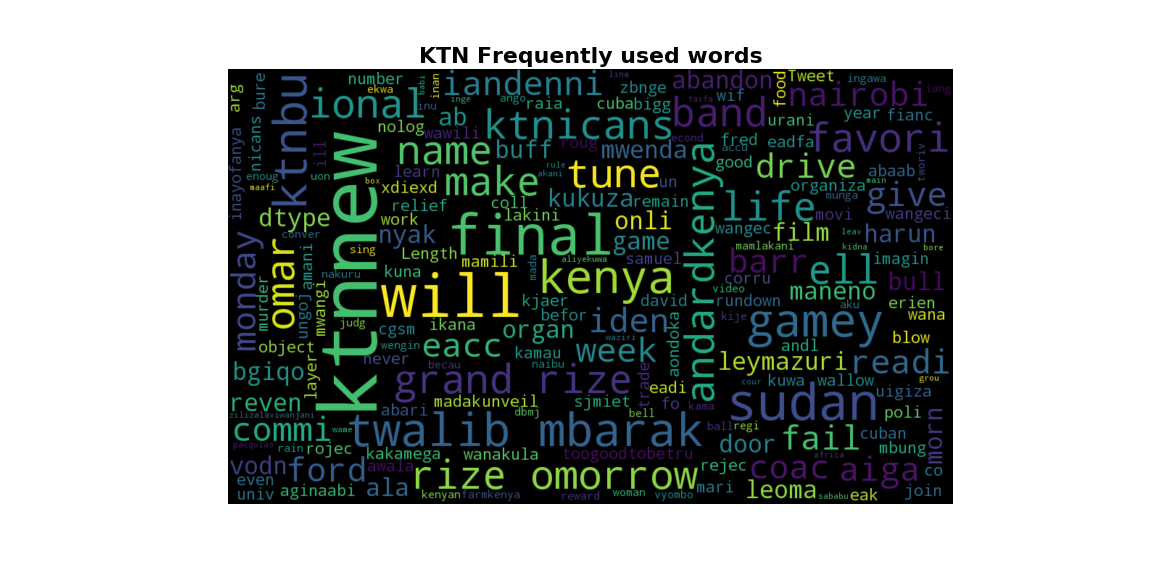 KTN Frequently used words
number
ekwa
babi
inan
iandenni
lina
zbnge
abandon
food
Tweet
ingawa
iang
arg
bure
ktnbu
ional
inu
inge
ango
raia
cuba
bigg
taifa
wif
band
nairobi
year
fianc
nolog
wawili
ab
ktnicans
econd
urani
favori
nicans
inayofanya
ill
ktnnew
name
buff
roug
mwenda
fred
accu
eadfa
good
abaab
tworiv
enoug
maafi
uon
box
learn
make
rule
akani
tune
un
andardkenya
drive
main
xdiexd
kukuza
remain
organiza
munga
give
dtype
relief
coll
lakini
onli
life
movi
wangeci
work
nyak
final
game
wangec
film
leav
harun
conver
sing
Length
mamili
mada
aliyekuwa
samuel
mamlakani
kidna
bore
monday
omar
amani
nakuru
kuna
will
kenya
barr
ell
imagin
murder
corru
video
maneno
bull
ungoj
mwangi
judg
kjaer
david
rundown
aku
erien
cgsm
ikana
befor
iden
kije
gamey
wana
object
wengin
eacc
organ
waziri
aondoka
andl
blow
never
kamau
naibu
week
leymazuri
readi
bgiqo
layer
becau
grand rize
trader
eadi
cour
kuwa
wallow
grou
uigiza
reven
abari
madakunveil
sjmiet
fo
kama
sudan
poli
zilizalaviwanjani
dbmj
bell
commi
wame
twalib mbarak
ball
regi
fail
cuban
morn
pacquiao
rain
rojec
kakamega
wanakula
toogoodtobetru
door
africa
mbung
vodn
ford
awala
rize omorrow
rejec
coac
aiga
co
even
univ
aginaabi
ala
kenyan
farmkenya
reward
woman
vyombo
mari
leoma
sababu
eak
join